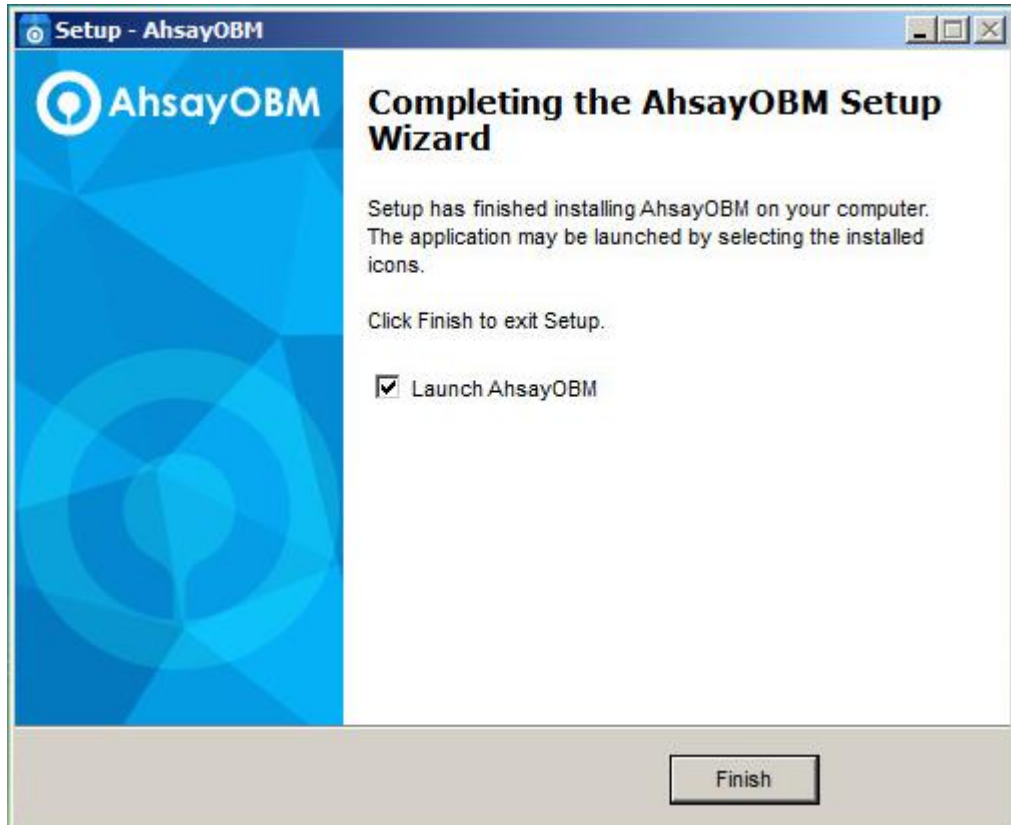 Setup - AhsayOBM
AhsayOBM
Completing the AhsayOBM Setup
Wizard
Setup has finished installing AhsayOBM on your computer.
The application may be launched by selecting the installed
icons.
Click Finish to exit Setup.
Launch AhsayOBM
Finish